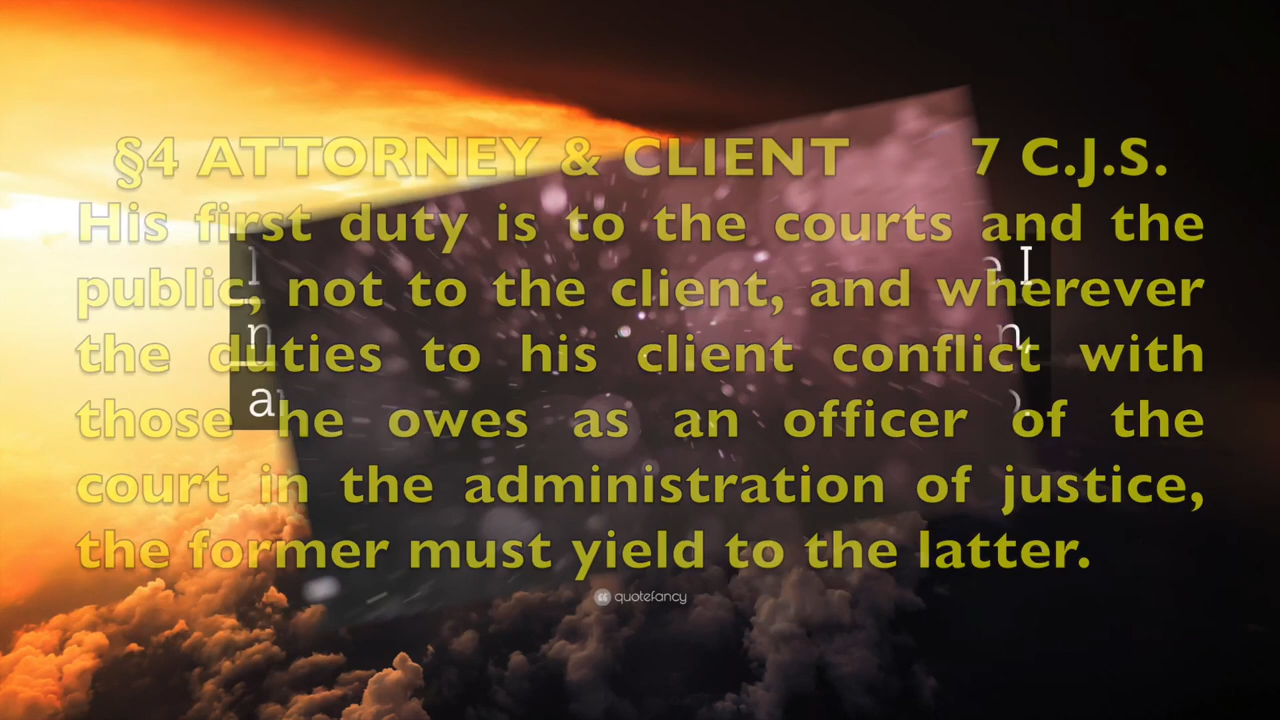 §4 ATTORNEY & CLIENT 7 C.J.S.
His first duty is to the courts and the
public, not to the client, and wherever
the duties to his client conflict with
those he owes as an officer of the
court in the administration of justice,
the former must yield to the latter.
quotefancy